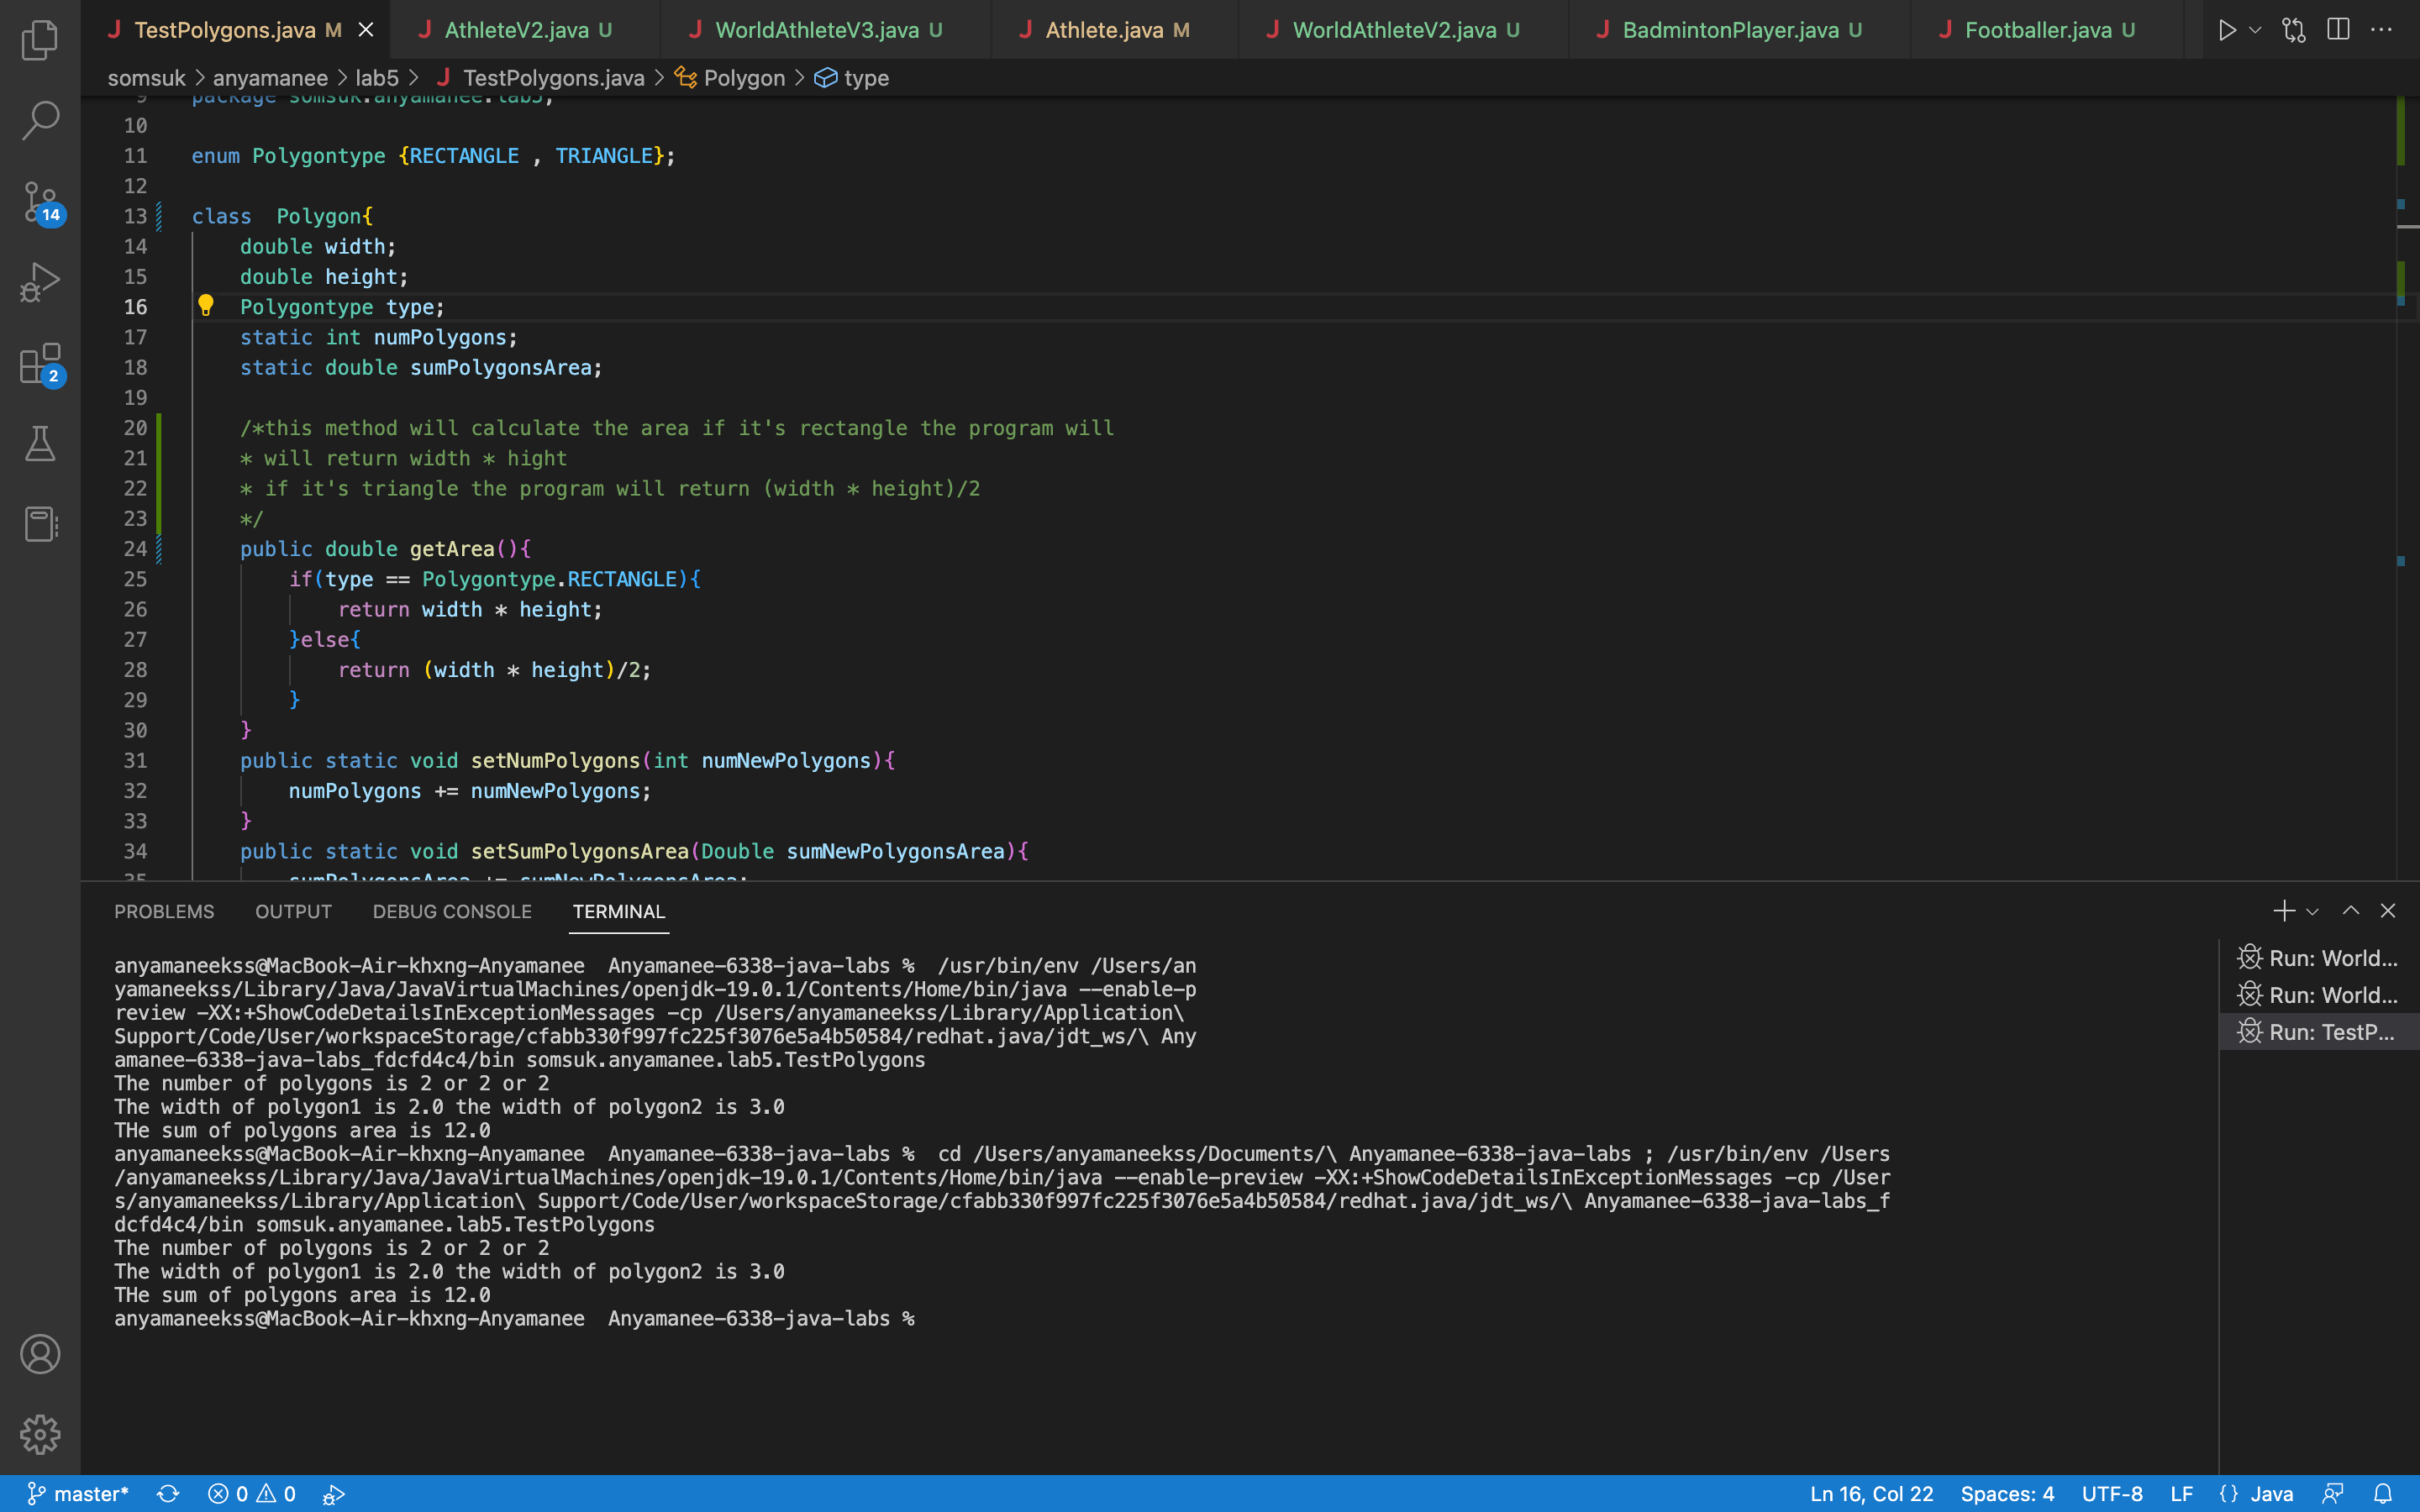 TestPolygons.java M
AthleteV2.java U
WorldAthleteV3.java U
Athlete.java M
WorldAthleteV2.java U
BadmintonPlayer.java U
Footballer.java U
somsuk > anyamanee > lab5 > J TestPolygons.java > Polygon > type
9 package somsuk.anyamanee.lab5;
10
11 enum Polygontype {RECTANGLE , TRIANGLE};
12
13 class  Polygon{
14     double width;
15     double height;
16     Polygontype type;
17     static int numPolygons;
18     static double sumPolygonsArea;
19
20     /*this method will calculate the area if it's rectangle the program will
21     * will return width * hight
22     * if it's triangle the program will return (width * height)/2
23     */
24     public double getArea(){
25         if(type == Polygontype.RECTANGLE){
26             return width * height;
27         }else{
28             return (width * height)/2;
29         }
30     }
31     public static void setNumPolygons(int numNewPolygons){
32         numPolygons += numNewPolygons;
33     }
34     public static void setSumPolygonsArea(Double sumNewPolygonsArea){
35         sumPolygonsArea += sumNewPolygonsArea;
14
2
PROBLEMS OUTPUT DEBUG CONSOLE TERMINAL
anyamaneekss@MacBook-Air-khxng-Anyamanee  Anyamanee-6338-java-labs %  /usr/bin/env /Users/an
yamaneekss/Library/Java/JavaVirtualMachines/openjdk-19.0.1/Contents/Home/bin/java --enable-p
review -XX:+ShowCodeDetailsInExceptionMessages -cp /Users/anyamaneekss/Library/Application\
Support/Code/User/workspaceStorage/cfabb330f997fc225f3076e5a4b50584/redhat.java/jdt_ws/\ Any
amanee-6338-java-labs_fdcfd4c4/bin somsuk.anyamanee.lab5.TestPolygons
The number of polygons is 2 or 2 or 2
The width of polygon1 is 2.0 the width of polygon2 is 3.0
THe sum of polygons area is 12.0
anyamaneekss@MacBook-Air-khxng-Anyamanee  Anyamanee-6338-java-labs %  cd /Users/anyamaneekss/Documents/\ Anyamanee-6338-java-labs ; /usr/bin/env /Users
/anyamaneekss/Library/Java/JavaVirtualMachines/openjdk-19.0.1/Contents/Home/bin/java --enable-preview -XX:+ShowCodeDetailsInExceptionMessages -cp /User
s/anyamaneekss/Library/Application\ Support/Code/User/workspaceStorage/cfabb330f997fc225f3076e5a4b50584/redhat.java/jdt_ws/\ Anyamanee-6338-java-labs_f
dcfd4c4/bin somsuk.anyamanee.lab5.TestPolygons
The number of polygons is 2 or 2 or 2
The width of polygon1 is 2.0 the width of polygon2 is 3.0
THe sum of polygons area is 12.0
anyamaneekss@MacBook-Air-khxng-Anyamanee  Anyamanee-6338-java-labs %
Run: World...
Run: World...
Run: TestP...
master* 0 0 Ln 16, Col 22 Spaces: 4 UTF-8 LF {} Java